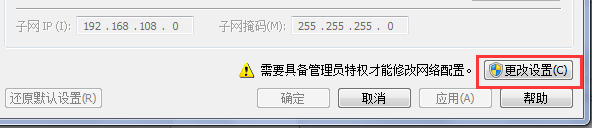 子网 IP (I): 192 .168 .108 . 0 子网掩码(M): 255 .255 .255 . 0
需要具备管理员特权才能修改网络配置。 更改设置(C)
还原默认设置(R) 确定 取消 应用(A) 帮助